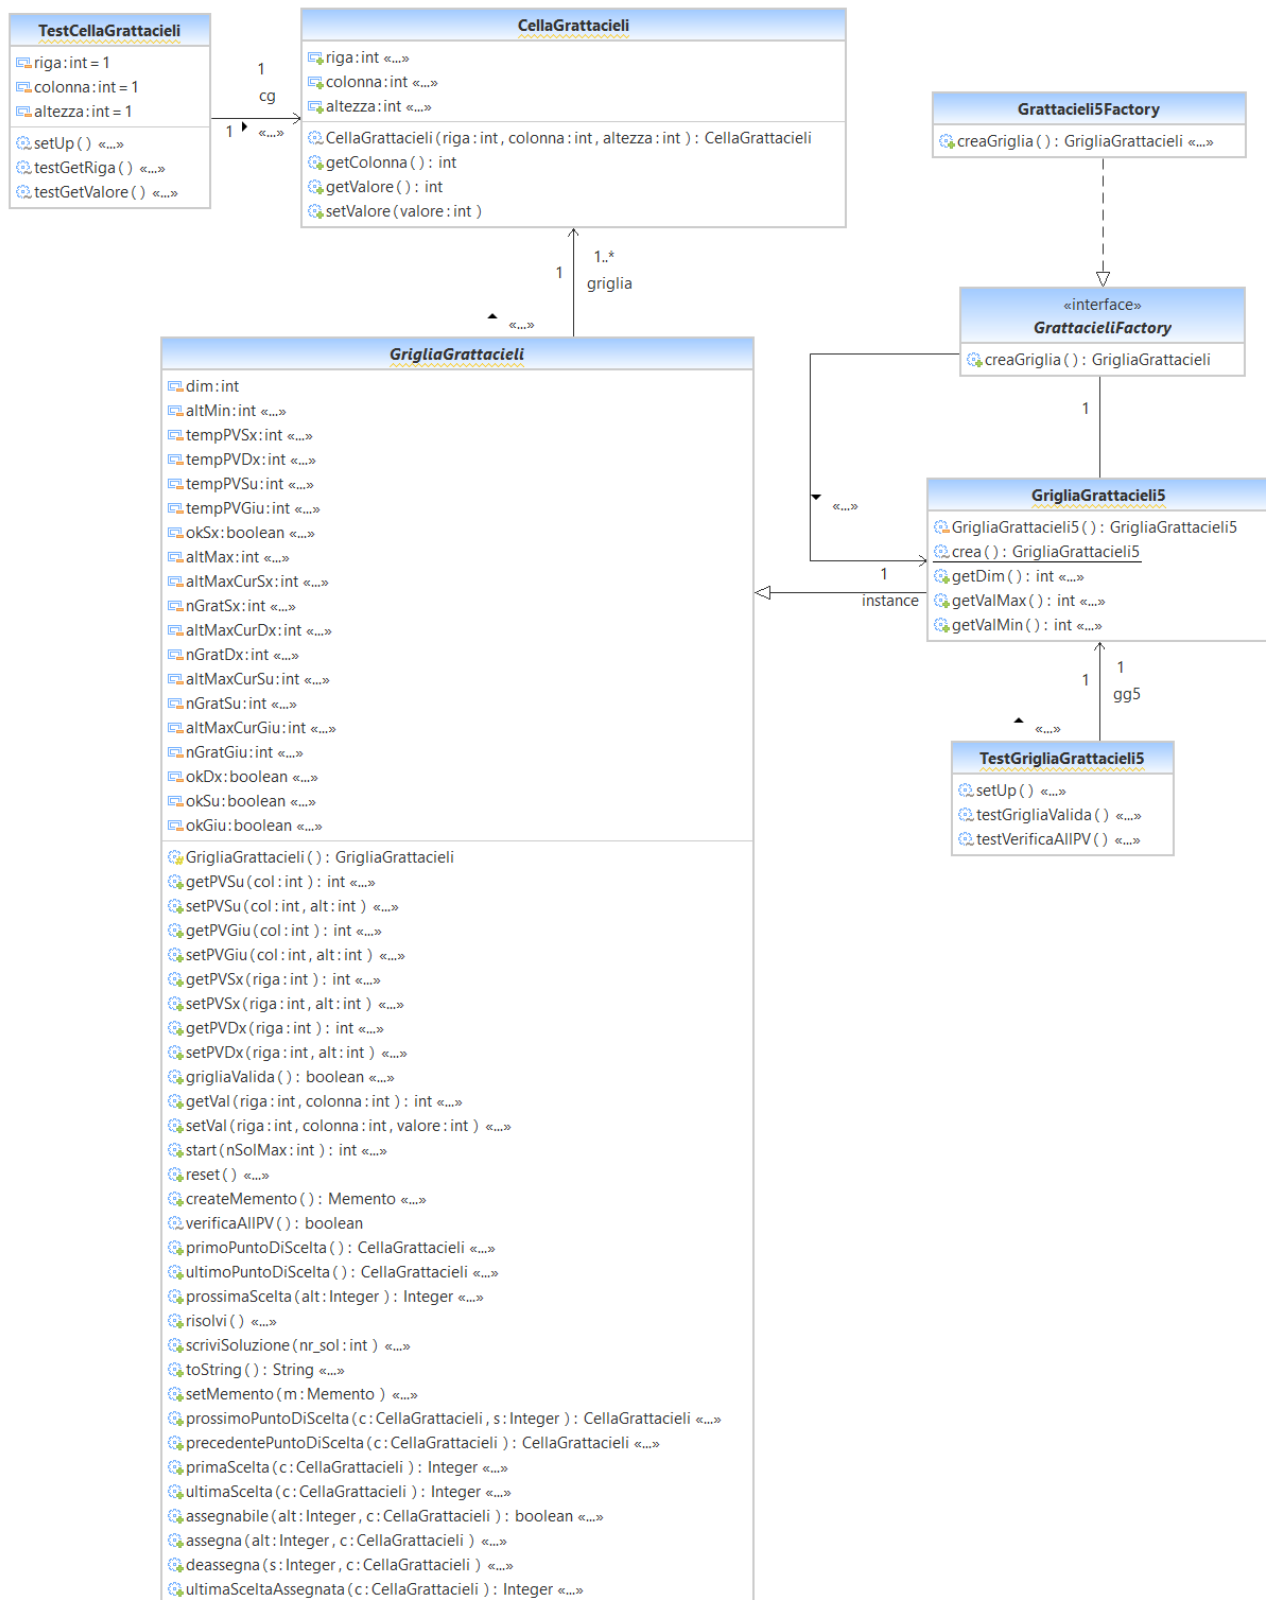 TestCellaGrattacieli
riga:int = 1
colonna:int = 1
altezza:int = 1
setUp() «...»
testGetRiga() «...»
testGetValore() «...»
1
cg
1
«...»
CellaGrattacieli
riga:int «...»
colonna:int «...»
altezza:int «...»
CellaGrattacieli(riga:int, colonna:int, altezza:int): CellaGrattacieli
getColonna(): int
getValore(): int
setValore(valore:int)
Grattacieli5Factory
creaGriglia(): GrigliaGrattacieli «...»
1..*
1
griglia
«...»
«interface»
GrattacieliFactory
creaGriglia(): GrigliaGrattacieli
1
«...»
1
instance
GrigliaGrattacieli5
GrigliaGrattacieli5(): GrigliaGrattacieli5
crea(): GrigliaGrattacieli5
getDim(): int «...»
getValMax(): int «...»
getValMin(): int «...»
1
1
gg5
«...»
TestGrigliaGrattacieli5
setUp() «...»
testGrigliaValida() «...»
testVerificaAllPV() «...»
GrigliaGrattacieli
dim:int
altMin:int «...»
tempPVSx:int «...»
tempPVDx:int «...»
tempPVSu:int «...»
tempPVGiu:int «...»
okSx:boolean «...»
altMax:int «...»
altMaxCurSx:int «...»
nGratSx:int «...»
altMaxCurDx:int «...»
nGratDx:int «...»
altMaxCurSu:int «...»
nGratSu:int «...»
altMaxCurGiu:int «...»
nGratGiu:int «...»
okDx:boolean «...»
okSu:boolean «...»
okGiu:boolean «...»
GrigliaGrattacieli(): GrigliaGrattacieli
getPVSu(col:int): int «...»
setPVSu(col:int, alt:int) «...»
getPVGiu(col:int): int «...»
setPVGiu(col:int, alt:int) «...»
getPVSx(riga:int): int «...»
setPVSx(riga:int, alt:int) «...»
getPVDx(riga:int): int «...»
setPVDx(riga:int, alt:int) «...»
grigliaValida(): boolean «...»
getVal(riga:int, colonna:int): int «...»
setVal(riga:int, colonna:int, valore:int) «...»
start(nSolMax:int): int «...»
reset() «...»
createMemento(): Memento «...»
verificaAllPV(): boolean
primoPuntoDiScelta(): CellaGrattacieli «...»
ultimoPuntoDiScelta(): CellaGrattacieli «...»
prossimaScelta(alt:Integer): Integer «...»
risolvi() «...»
scriviSoluzione(nr_sol:int) «...»
toString(): String «...»
setMemento(m:Memento) «...»
prossimoPuntoDiScelta(c:CellaGrattacieli, s:Integer): CellaGrattacieli «...»
precedentePuntoDiScelta(c:CellaGrattacieli): CellaGrattacieli «...»
primaScelta(c:CellaGrattacieli): Integer «...»
ultimaScelta(c:CellaGrattacieli): Integer «...»
assegnabile(alt:Integer, c:CellaGrattacieli): boolean «...»
assegna(alt:Integer, c:CellaGrattacieli) «...»
deassegna(s:Integer, c:CellaGrattacieli) «...»
ultimaSceltaAssegnata(c:CellaGrattacieli): Integer «...»